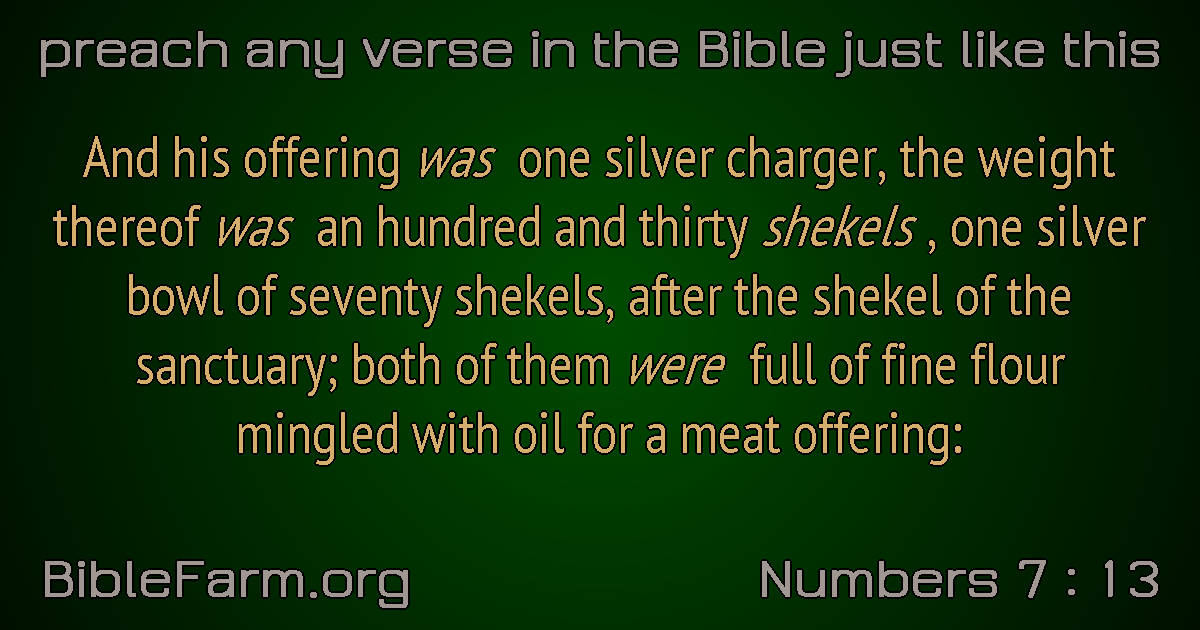 preach any verse in the Bible just like this
And his offering was one silver charger, the weight
thereof was an hundred and thirty shekels , one silver
bowl of seventy shekels, after the shekel of the
sanctuary; both of them were full of fine flour
mingled with oil for a meat offering:
BibleFarm.org
Numbers 7 : 13